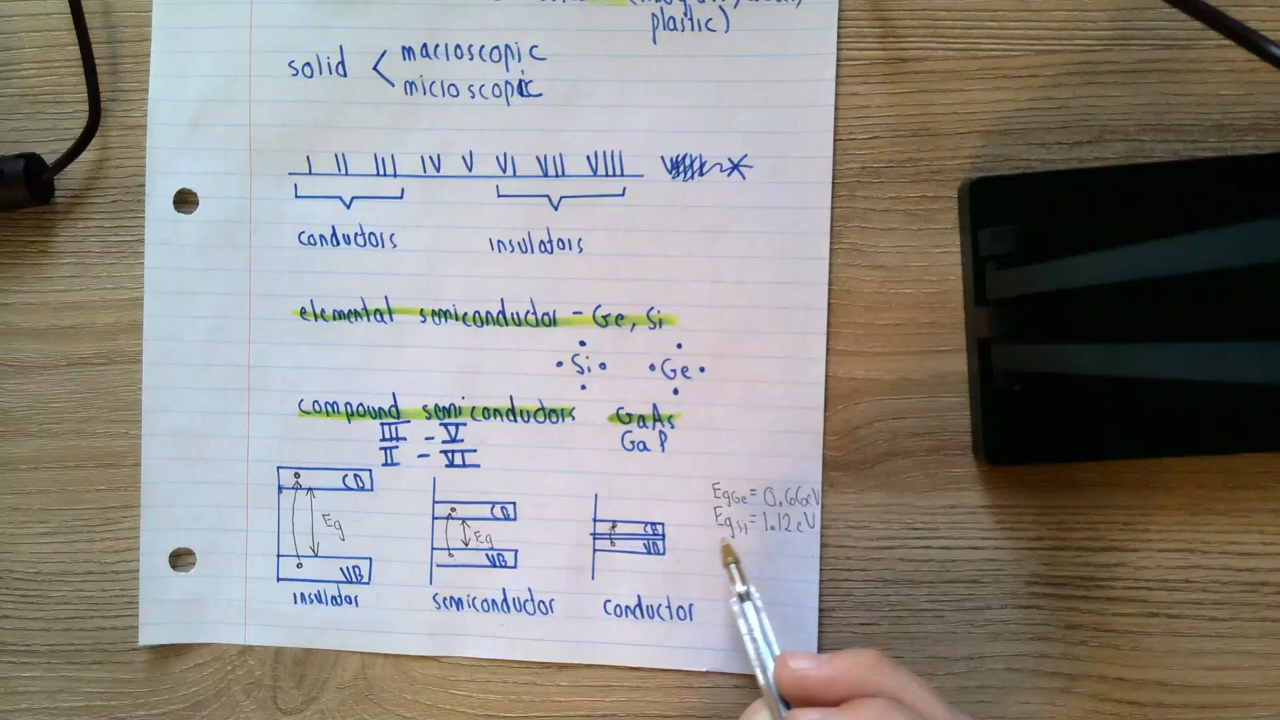 plastic)
solid < macroscopic
microscopic
I II III IV V VI VII VIII
conductors insulators
elemental semiconductor - Ge, Si
Si Ge
compound semiconductors GaAs
III - V GaP
II - VI
CB
Eg
VB
insulator
CB
Eg
VB
semiconductor
CB
VB
conductor
EgGe = 0.66eV
EgSi = 1.12eV